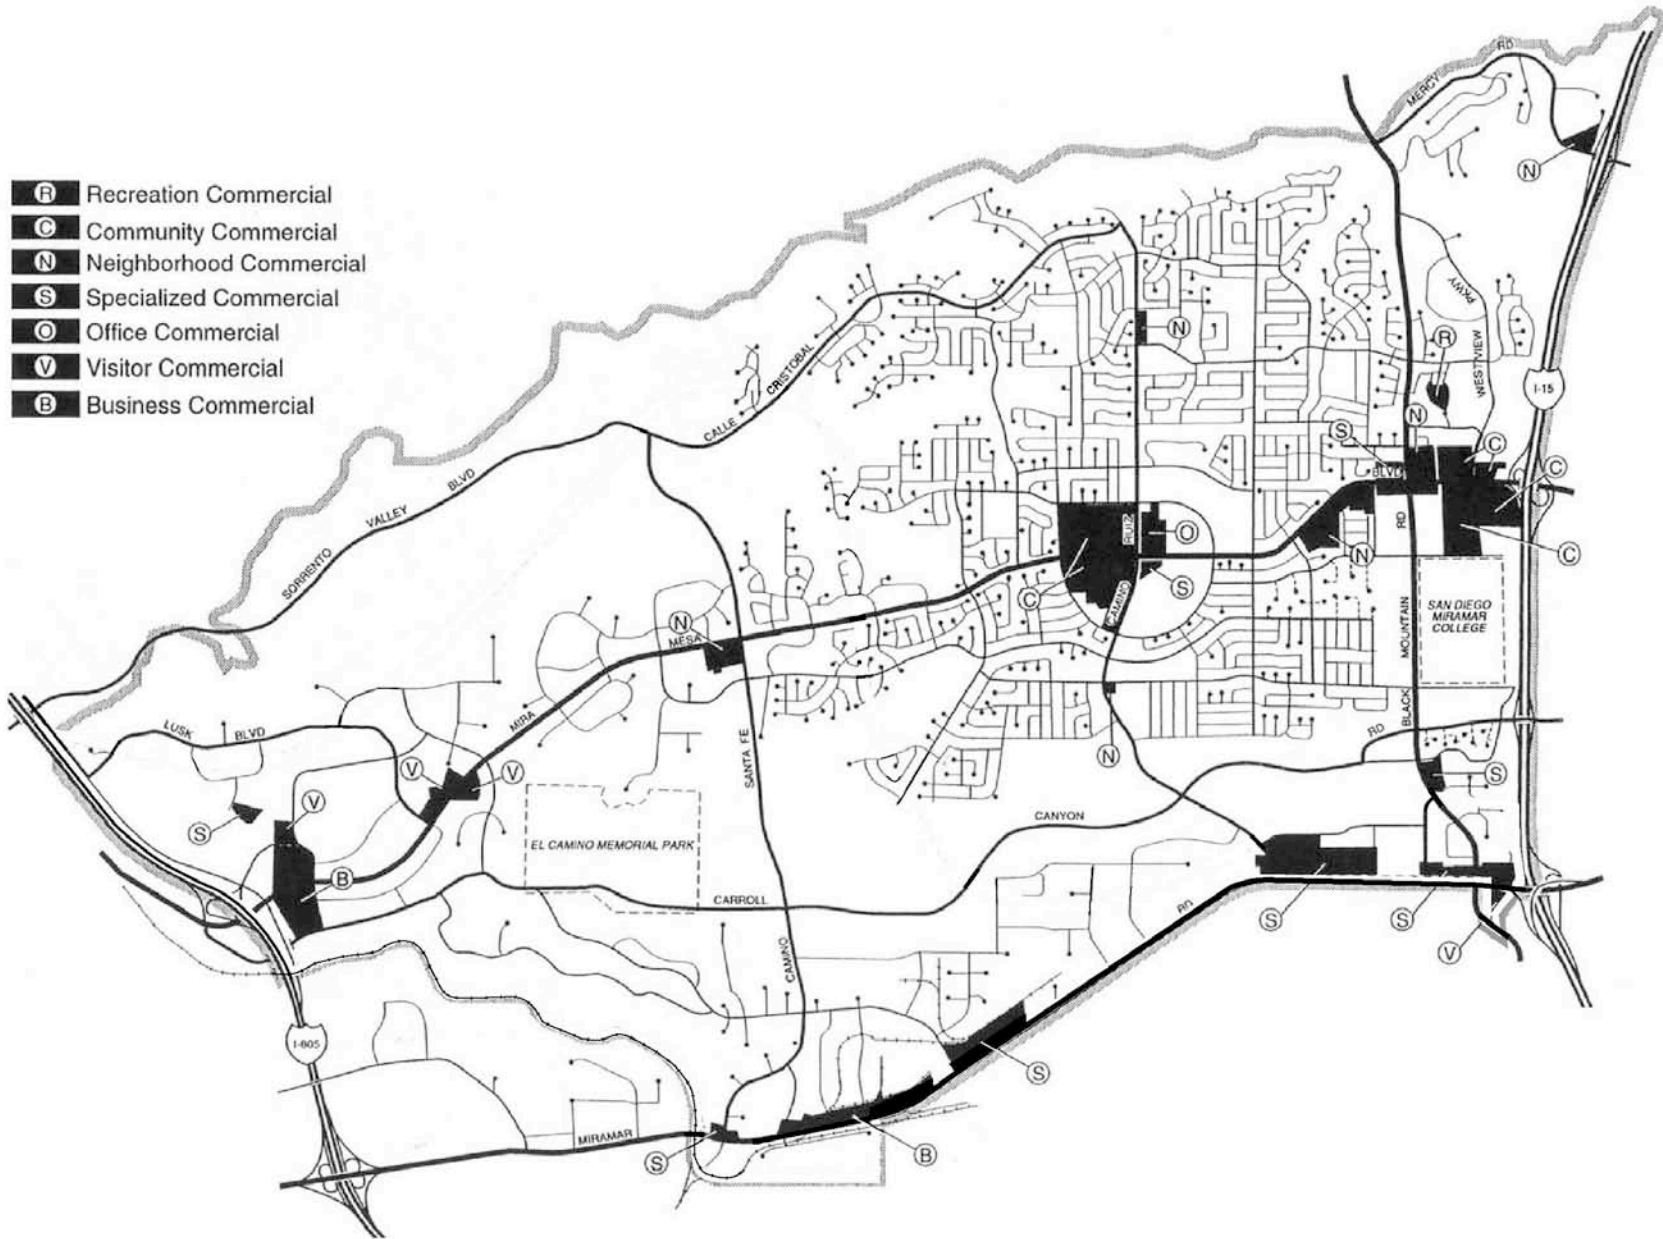 R Recreation Commercial
C Community Commercial
N Neighborhood Commercial
S Specialized Commercial
O Office Commercial
V Visitor Commercial
B Business Commercial
MERCY RD
N
I-15
PKWY
WESTVIEW
N
R
N
S
C
C
C
BLVD
CALLE CRISTOBAL
SORRENTO VALLEY BLVD
RUIZ
O
RD
N
C
S
C
CAMINO
SAN DIEGO
MIRAMAR
COLLEGE
MOUNTAIN
BLACK
N
MESA
MIRA
LUSK BLVD
SANTA FE
RD
N
S
V
V
V
S
CANYON
EL CAMINO MEMORIAL PARK
B
CARROLL
RD
S
S
V
CAMINO
I-805
S
MIRAMAR
S
B